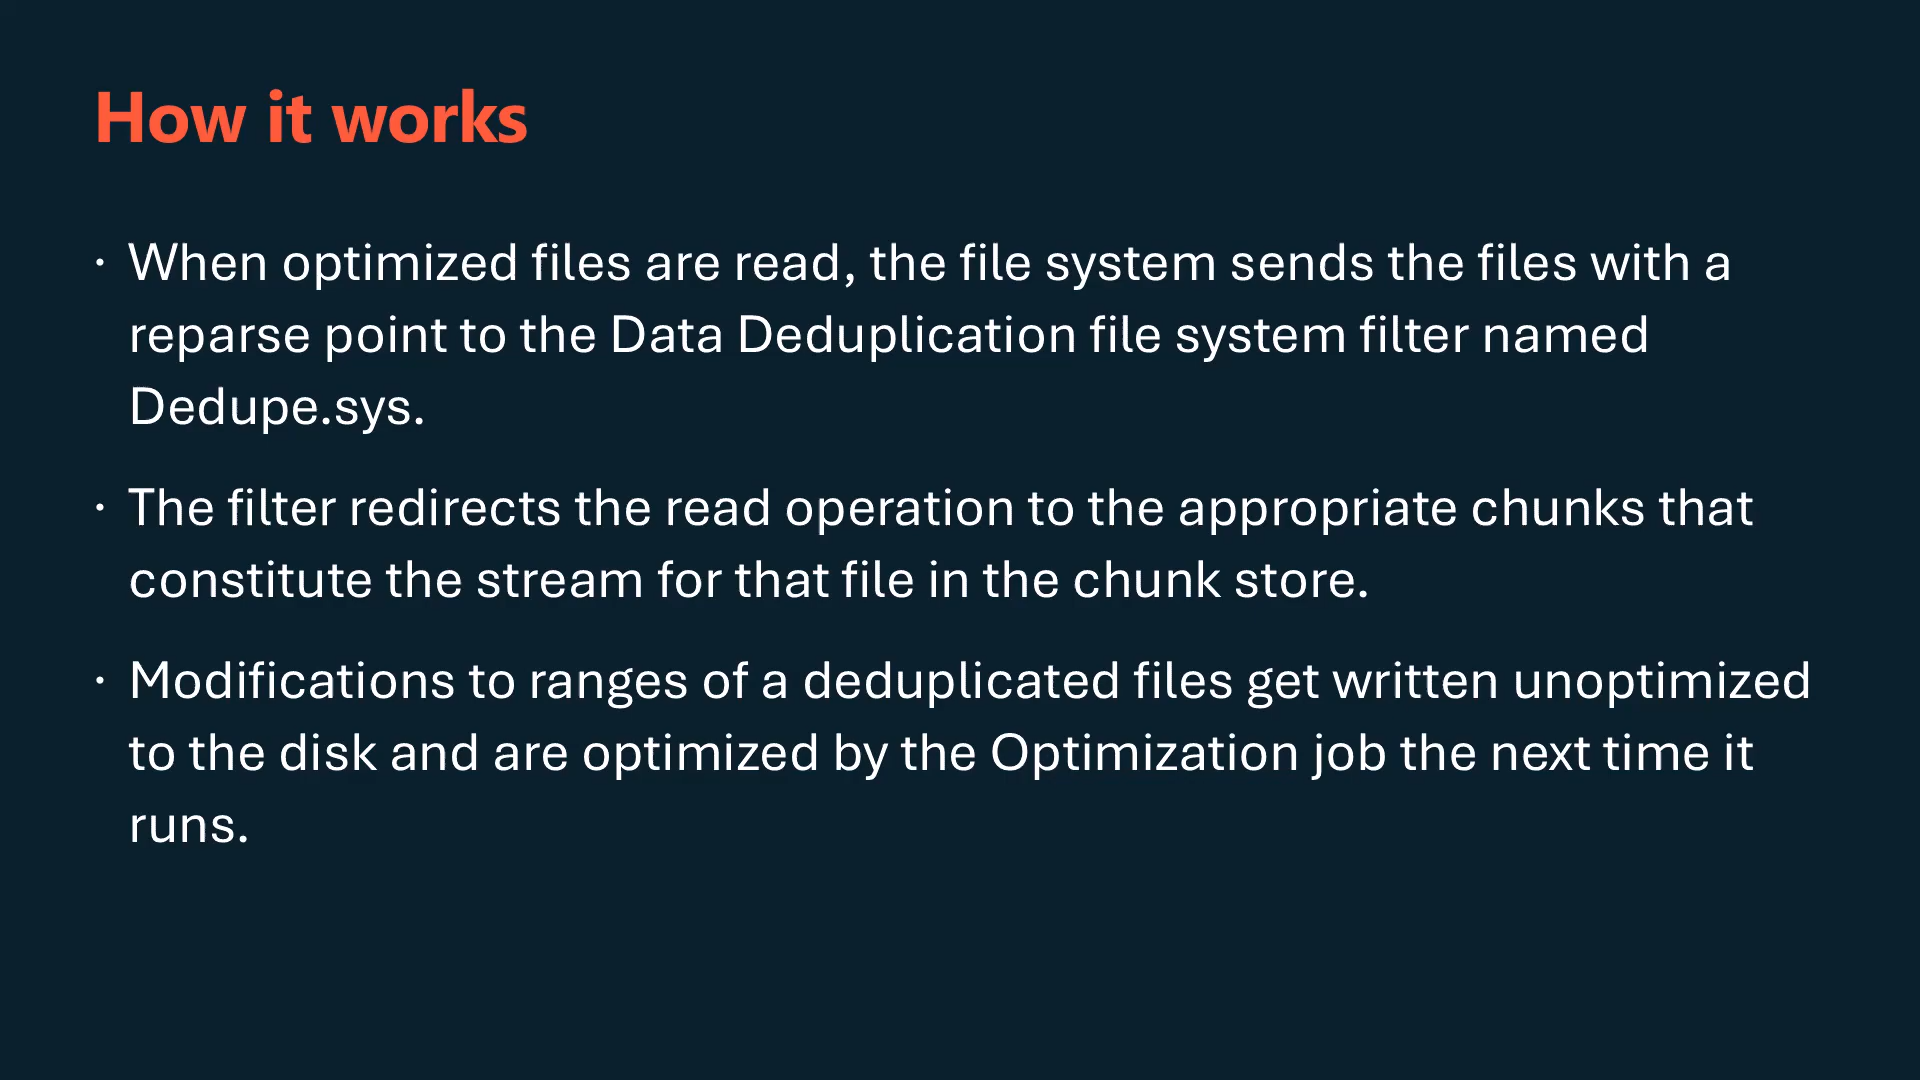 How it works
· When optimized files are read, the file system sends the files with a
reparse point to the Data Deduplication file system filter named
Dedupe.sys.
· The filter redirects the read operation to the appropriate chunks that
constitute the stream for that file in the chunk store.
· Modifications to ranges of a deduplicated files get written unoptimized
to the disk and are optimized by the Optimization job the next time it
runs.